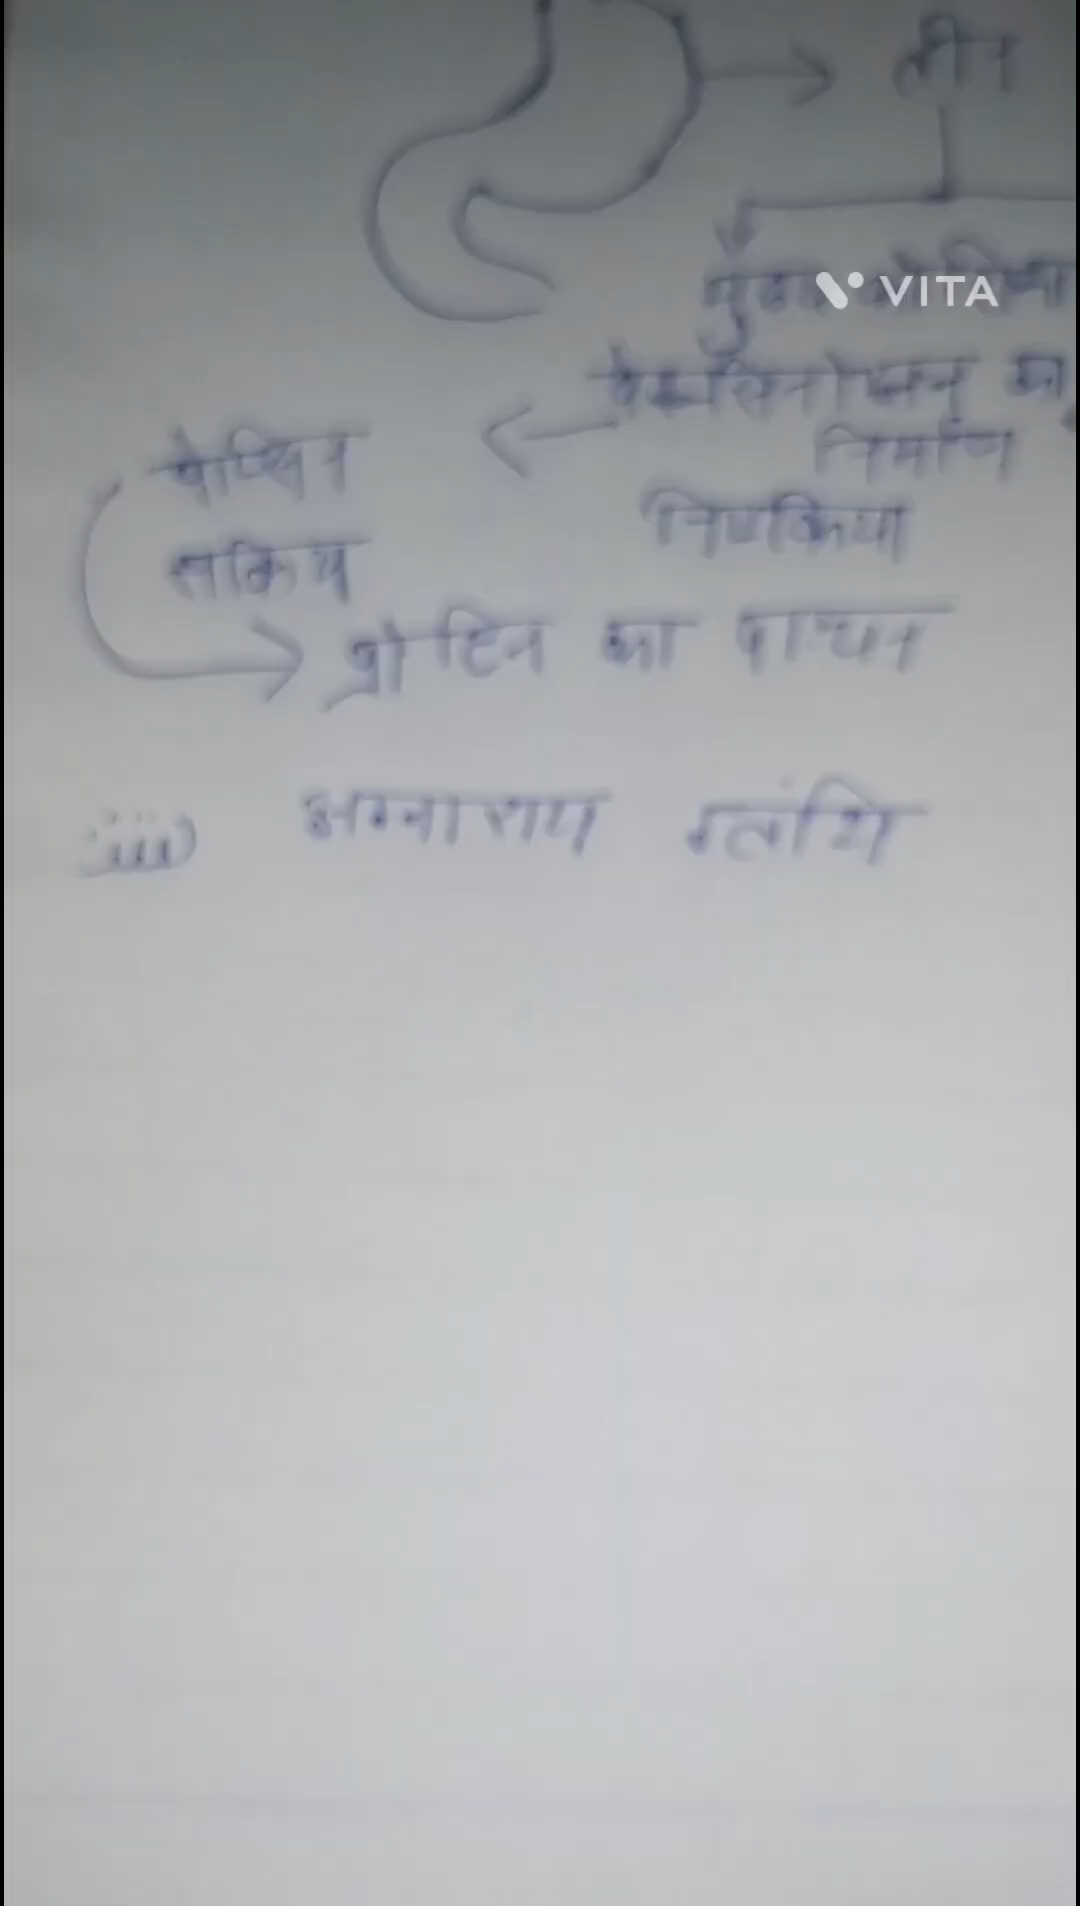 तीन
VITA
पेप्सिनोजन का
निर्माण
पेप्सिन
निष्क्रिय
सक्रिय
प्रोटिन का पाचन
iii) अग्नाशय ग्लंथि